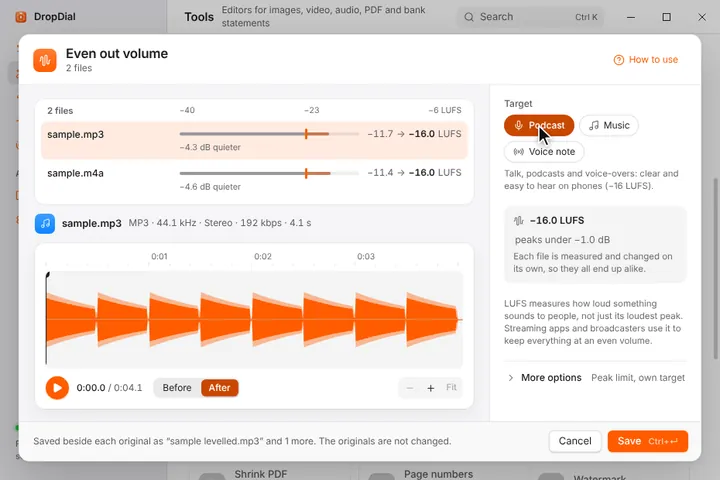 DropDial
Tools
Editors for images, video, audio, PDF and bank statements
Search
Ctrl K
Even out volume
2 files
How to use
2 files
−40
−23
−6 LUFS
sample.mp3
−11.7 → −16.0 LUFS
−4.3 dB quieter
sample.m4a
−11.4 → −16.0 LUFS
−4.6 dB quieter
sample.mp3 MP3 · 44.1 kHz · Stereo · 192 kbps · 4.1 s
0:01
0:02
0:03
0:00.0 / 0:04.1
Before
After
Fit
Target
Podcast
Music
Voice note
Talk, podcasts and voice-overs: clear and
easy to hear on phones (−16 LUFS).
−16.0 LUFS
peaks under −1.0 dB
Each file is measured and changed on
its own, so they all end up alike.
LUFS measures how loud something
sounds to people, not just its loudest peak.
Streaming apps and broadcasters use it to
keep everything at an even volume.
More options
Peak limit, own target
Saved beside each original as “sample levelled.mp3” and 1 more. The originals are not changed.
Cancel
Save Ctrl+↵
Shrink PDF
Page numbers
Watermark